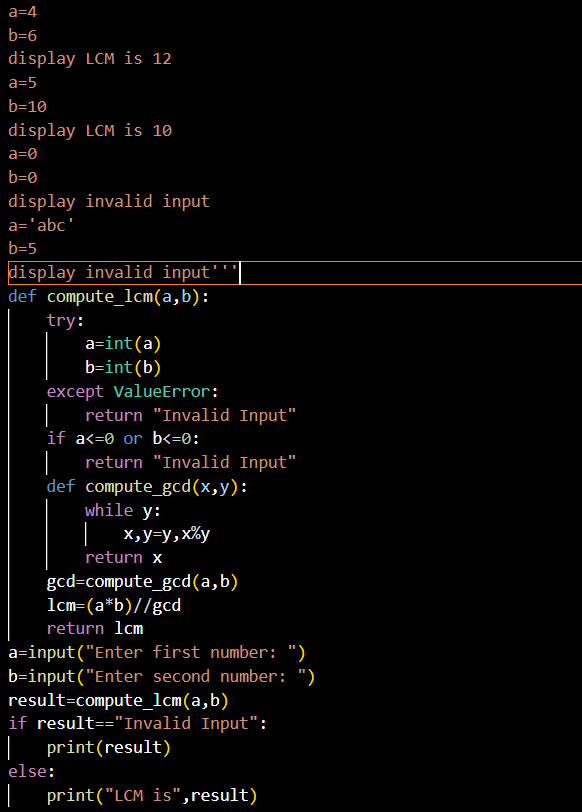 a=4
b=6
display LCM is 12
a=5
b=10
display LCM is 10
a=0
b=0
display invalid input
a='abc'
b=5
display invalid input'''
def compute_lcm(a,b):
    try:
        a=int(a)
        b=int(b)
    except ValueError:
        return "Invalid Input"
    if a<=0 or b<=0:
        return "Invalid Input"
    def compute_gcd(x,y):
        while y:
            x,y=y,x%y
        return x
    gcd=compute_gcd(a,b)
    lcm=(a*b)//gcd
    return lcm
a=input("Enter first number: ")
b=input("Enter second number: ")
result=compute_lcm(a,b)
if result=="Invalid Input":
    print(result)
else:
    print("LCM is",result)